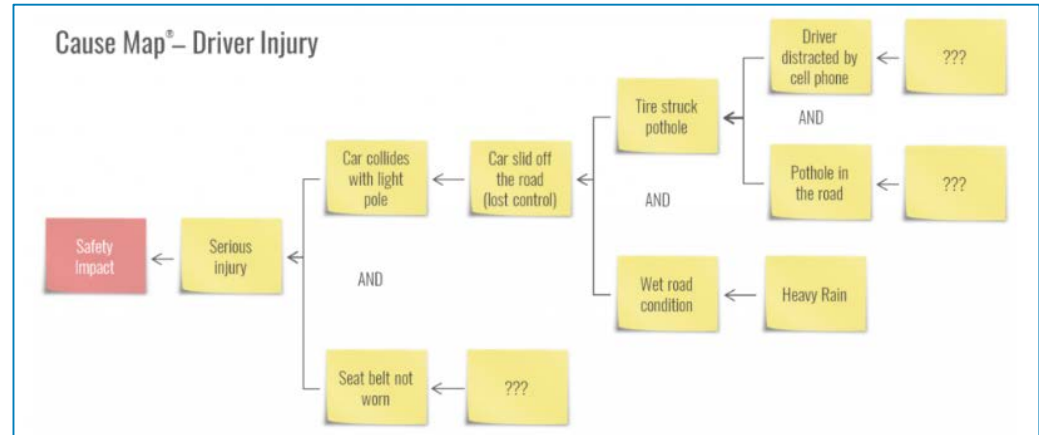 Cause Map®– Driver Injury
Driver
distracted by
cell phone
???
AND
Tire struck
pothole
Pothole in
the road
???
Car collides
with light
pole
Car slid off
the road
(lost control)
AND
Safety
Impact
Serious
injury
AND
Wet road
condition
Heavy Rain
Seat belt not
worn
???